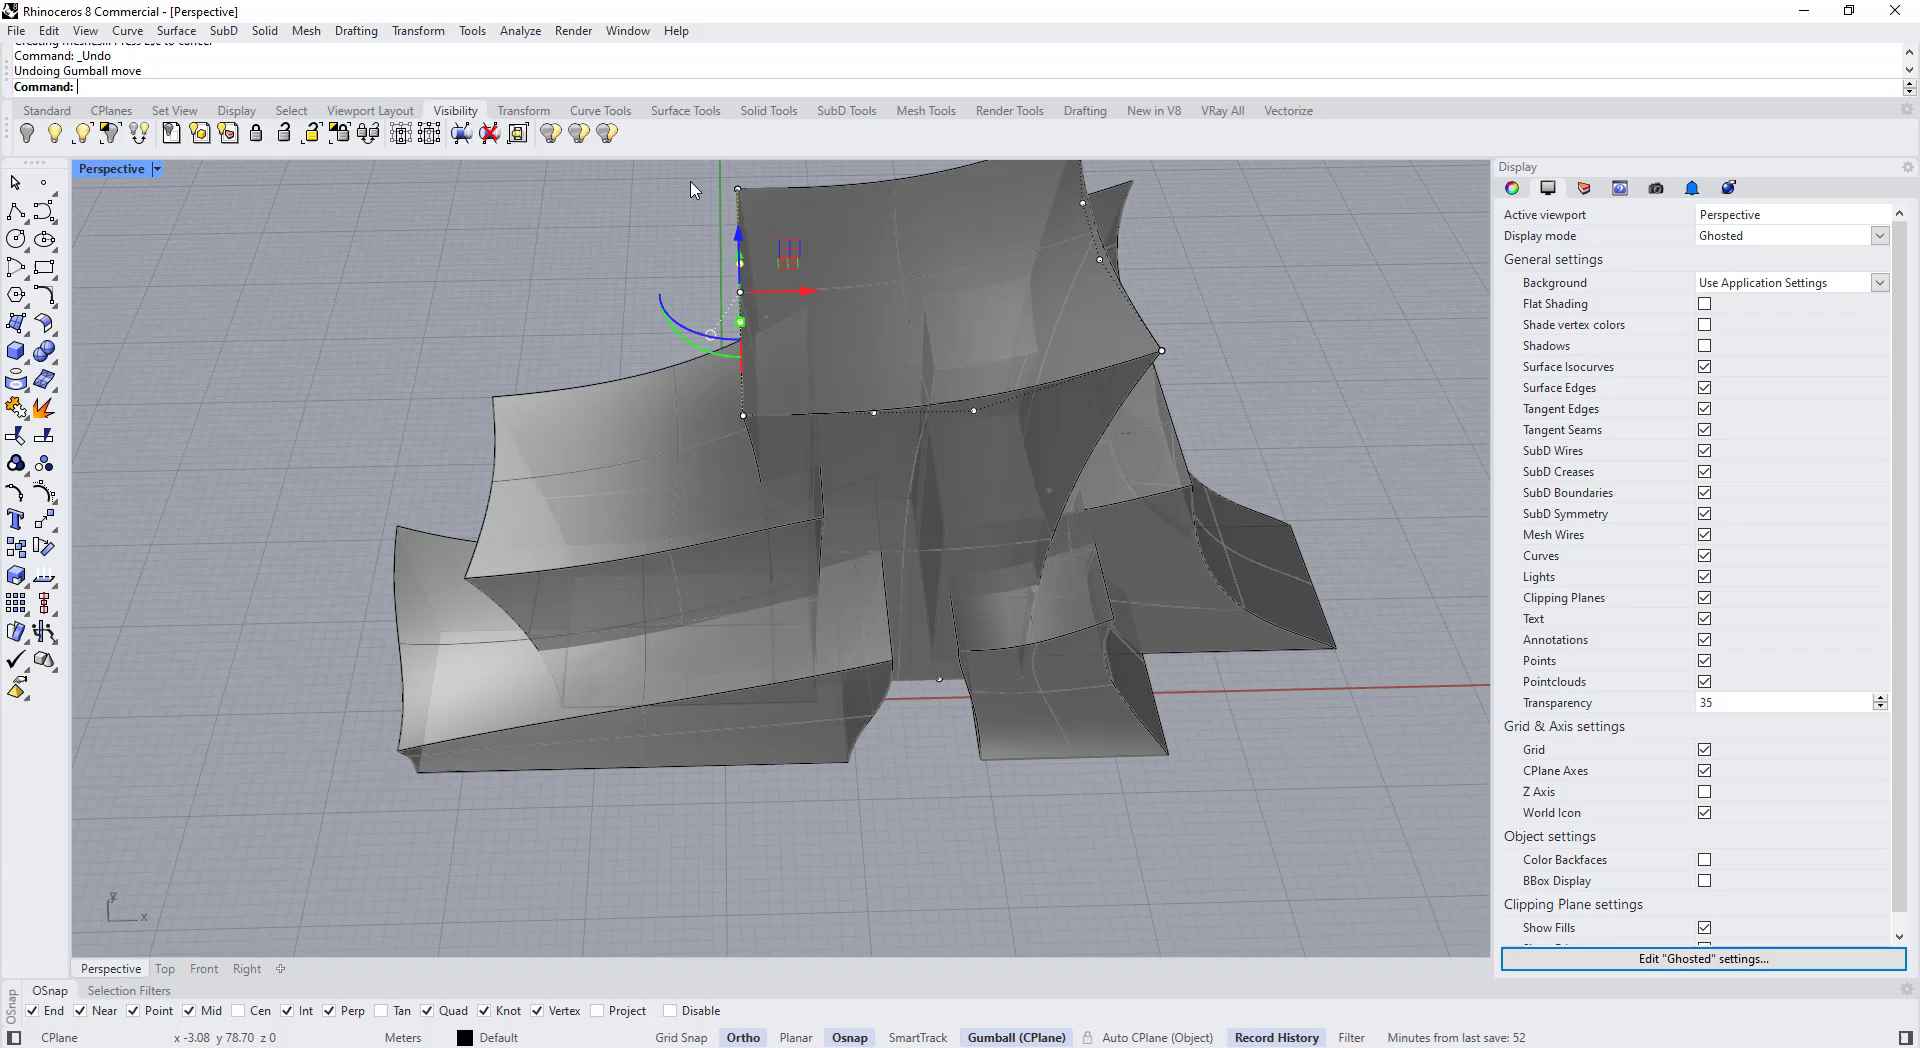 Rhinoceros 8 Commercial - [Perspective]
File Edit View Curve Surface SubD Solid Mesh Drafting Transform Tools Analyze Render Window Help
Creating meshes... Press Esc to cancel
Command: _Undo
Undoing Gumball move
Command:
Standard CPlanes Set View Display Select Viewport Layout Visibility Transform Curve Tools Surface Tools Solid Tools SubD Tools Mesh Tools Render Tools Drafting New in V8 VRay All Vectorize
Perspective
Display
Active viewport Perspective
Display mode Ghosted
General settings
Background Use Application Settings
Flat Shading
Shade vertex colors
Shadows
Surface Isocurves
Surface Edges
Tangent Edges
Tangent Seams
SubD Wires
SubD Creases
SubD Boundaries
SubD Symmetry
Mesh Wires
Curves
Lights
Clipping Planes
Text
Annotations
Points
Pointclouds
Transparency 35
Grid & Axis settings
Grid
CPlane Axes
Z Axis
World Icon
Object settings
Color Backfaces
BBox Display
Clipping Plane settings
Show Fills
Edit "Ghosted" settings...
z
x
Perspective Top Front Right
OSnap Selection Filters
OSnap
End Near Point Mid Cen Int Perp Tan Quad Knot Vertex Project Disable
CPlane x -3.08 y 78.70 z 0 Meters Default Grid Snap Ortho Planar Osnap SmartTrack Gumball (CPlane) Auto CPlane (Object) Record History Filter Minutes from last save: 52